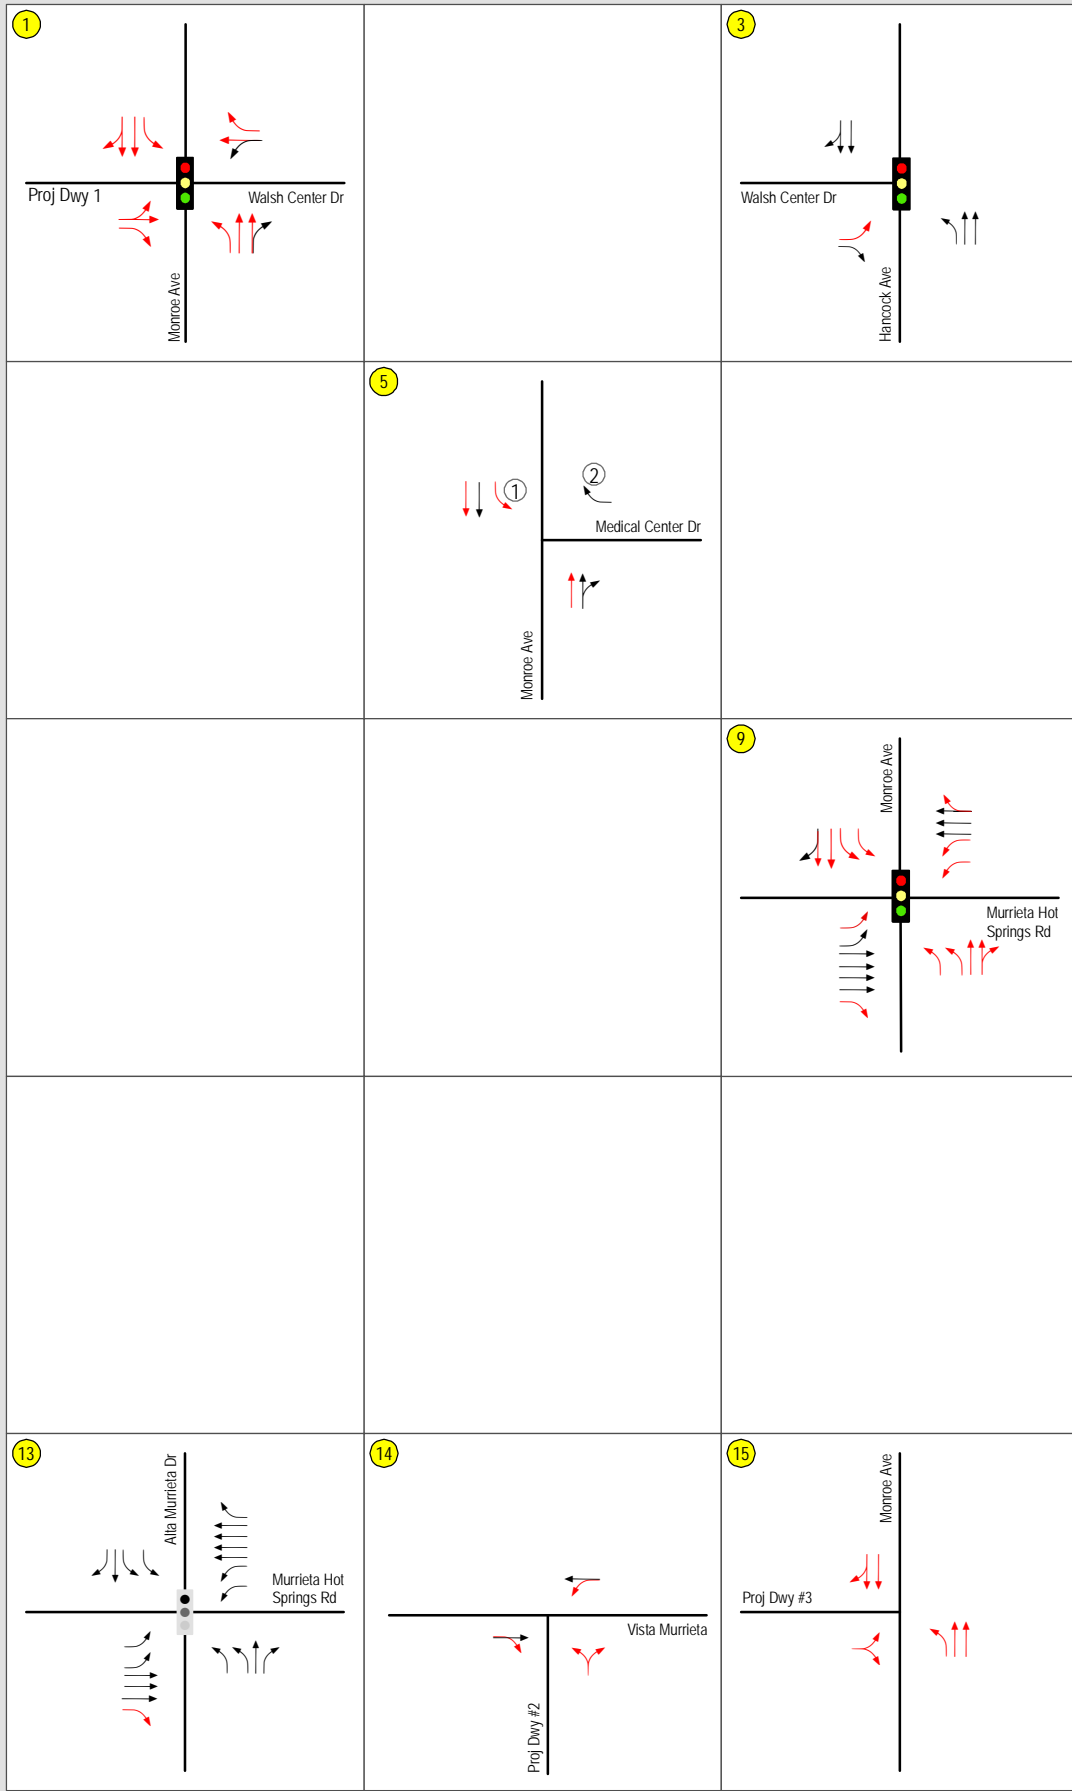 1
Proj Dwy 1
Walsh Center Dr
Monroe Ave
3
Walsh Center Dr
Hancock Ave
5
1
2
Medical Center Dr
Monroe Ave
9
Monroe Ave
Murrieta Hot
Springs Rd
13
Alta Murrieta Dr
Murrieta Hot
Springs Rd
14
Vista Murrieta
Proj Dwy #2
15
Monroe Ave
Proj Dwy #3